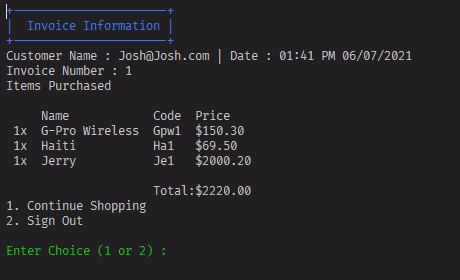 Invoice Information
Customer Name : Josh@Josh.com | Date : 01:41 PM 06/07/2021
Invoice Number : 1
Items Purchased
Name Code Price
1x G-Pro Wireless Gpw1 $150.30
1x Haiti Ha1 $69.50
1x Jerry Je1 $2000.20
Total:$2220.00
1. Continue Shopping
2. Sign Out
Enter Choice (1 or 2) :